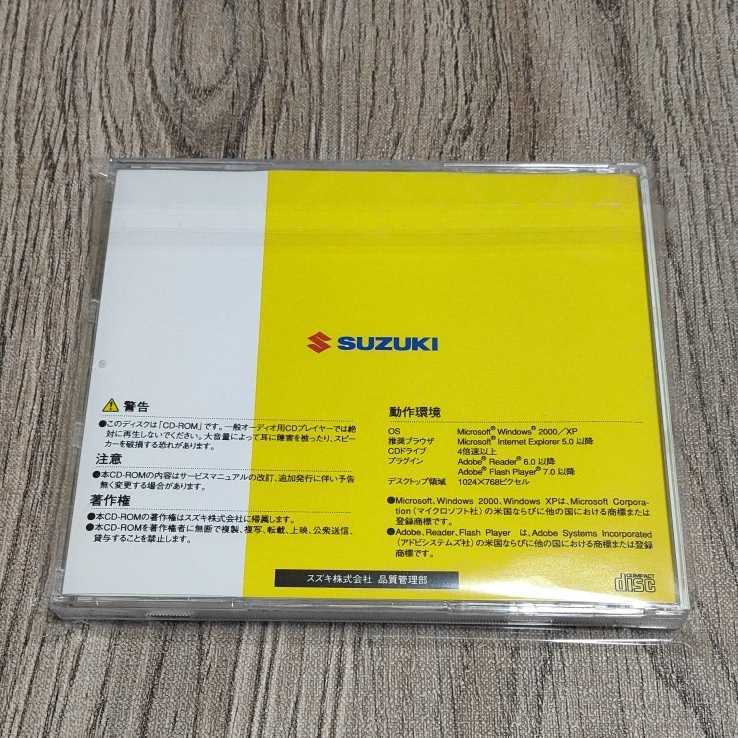 SUZUKI
警告
●このディスクは「CD-ROM」です。一般オーディオ用CDプレイヤーでは絶
対に再生しないでください。大音量によって耳に障害を被ったり、スピー
カーを破損する恐れがあります。
注意
●本CD-ROMの内容はサービスマニュアルの改訂、追加発行に伴い予告
無く変更する場合があります。
著作権
●本CD-ROMの著作権はスズキ株式会社に帰属します。
●本CD-ROMを著作権者に無断で複製、複写、転載、上映、公衆送信、
貸与することを禁止します。
動作環境
OS Microsoft® Windows® 2000／XP
推奨ブラウザ Microsoft® Internet Explorer 5.0 以降
CDドライブ 4倍速以上
プラグイン Adobe® Reader® 6.0 以降
Adobe® Flash Player® 7.0 以降
デスクトップ領域 1024×768ピクセル
●Microsoft、Windows 2000、Windows XPは、Microsoft Corpora-
tion（マイクロソフト社）の米国ならびに他の国における商標または
登録商標です。
●Adobe、Reader、Flash Player は、Adobe Systems Incorporated
（アドビシステムズ社）の米国ならびに他の国における商標または登録
商標です。
スズキ株式会社 品質管理部
COMPACT
disc